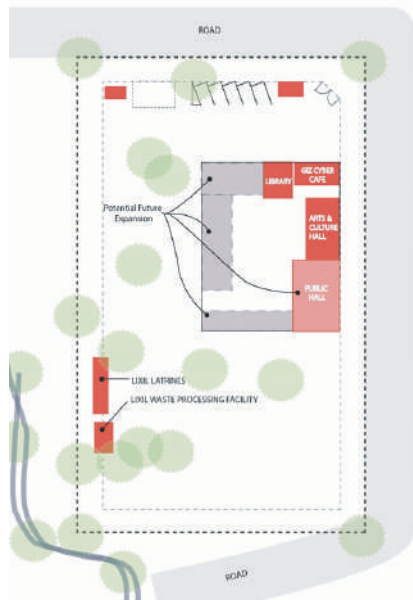 ROAD
LIBRARY
GIZ CYBER
CAFE
ARTS &
CULTURE
HALL
Potential Future
Expansion
PUBLIC
HALL
LIXIL LATRINES
LIXIL WASTE PROCESSING FACILITY
ROAD